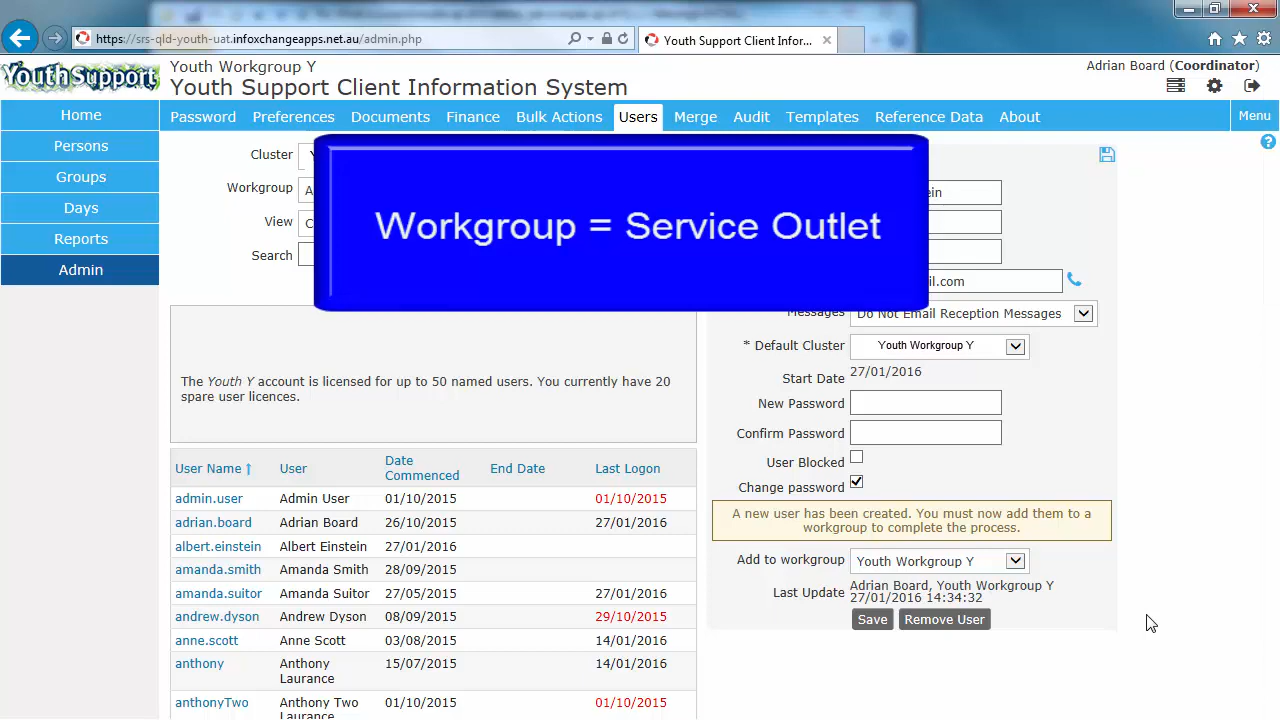 https://srs-qld-youth-uat.infoxchangeapps.net.au/admin.php
Youth Support Client Infor...
YouthSupport
Youth Workgroup Y
Youth Support Client Information System
Adrian Board (Coordinator)
Home
Persons
Groups
Days
Reports
Admin
Password Preferences Documents Finance Bulk Actions Users Merge Audit Templates Reference Data About
Menu
Cluster
Workgroup
View
Search
Workgroup = Service Outlet
ein
il.com
Messages Do Not Email Reception Messages
* Default Cluster Youth Workgroup Y
Start Date 27/01/2016
New Password
Confirm Password
User Blocked
Change password
A new user has been created. You must now add them to a
workgroup to complete the process.
Add to workgroup Youth Workgroup Y
Last Update Adrian Board, Youth Workgroup Y
27/01/2016 14:34:32
Save Remove User
The Youth Y account is licensed for up to 50 named users. You currently have 20
spare user licences.
User Name User Date Commenced End Date Last Logon
admin.user Admin User 01/10/2015 01/10/2015
adrian.board Adrian Board 26/10/2015 27/01/2016
albert.einstein Albert Einstein 27/01/2016
amanda.smith Amanda Smith 28/09/2015
amanda.suitor Amanda Suitor 27/05/2015 27/01/2016
andrew.dyson Andrew Dyson 08/09/2015 29/10/2015
anne.scott Anne Scott 03/08/2015 14/01/2016
anthony Anthony Laurance 15/07/2015 14/01/2016
anthonyTwo Anthony Two Laurance 01/10/2015 01/10/2015